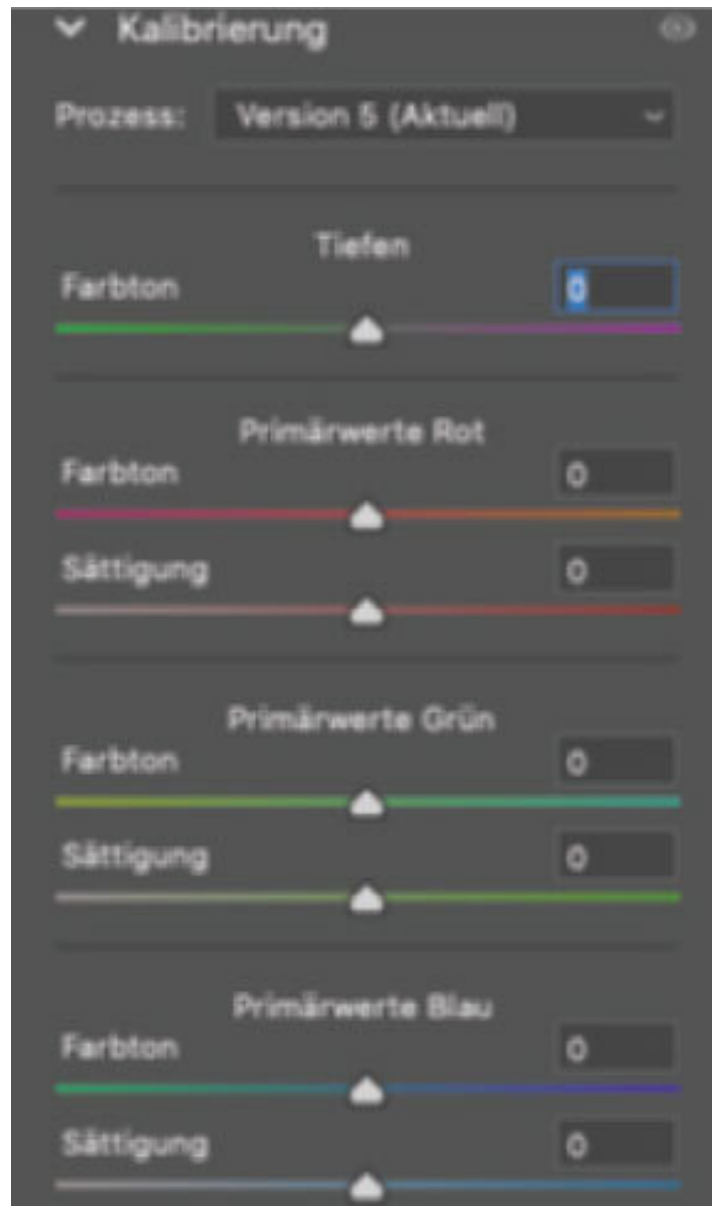 Kalibrierung
Prozess: Version 5 (Aktuell)
Tiefen
Farbton 0
Primärwerte Rot
Farbton 0
Sättigung 0
Primärwerte Grün
Farbton 0
Sättigung 0
Primärwerte Blau
Farbton 0
Sättigung 0